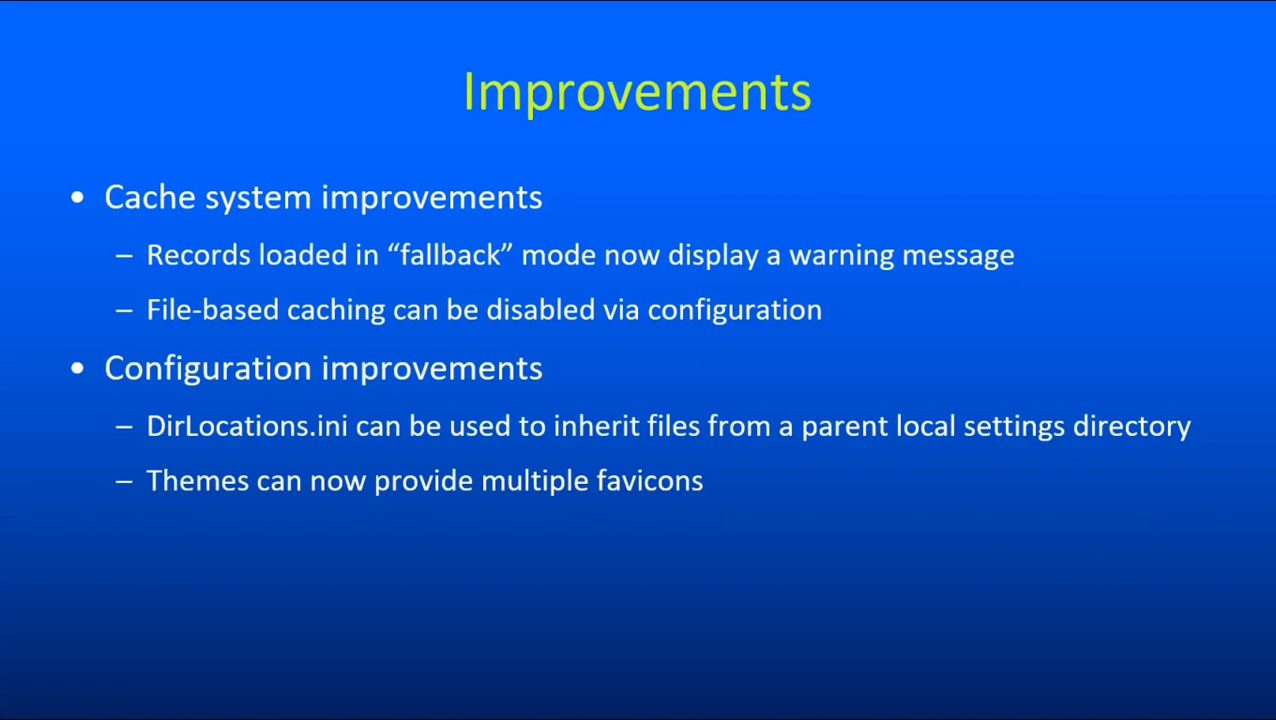 Improvements
• Cache system improvements
– Records loaded in “fallback” mode now display a warning message
– File-based caching can be disabled via configuration
• Configuration improvements
– DirLocations.ini can be used to inherit files from a parent local settings directory
– Themes can now provide multiple favicons